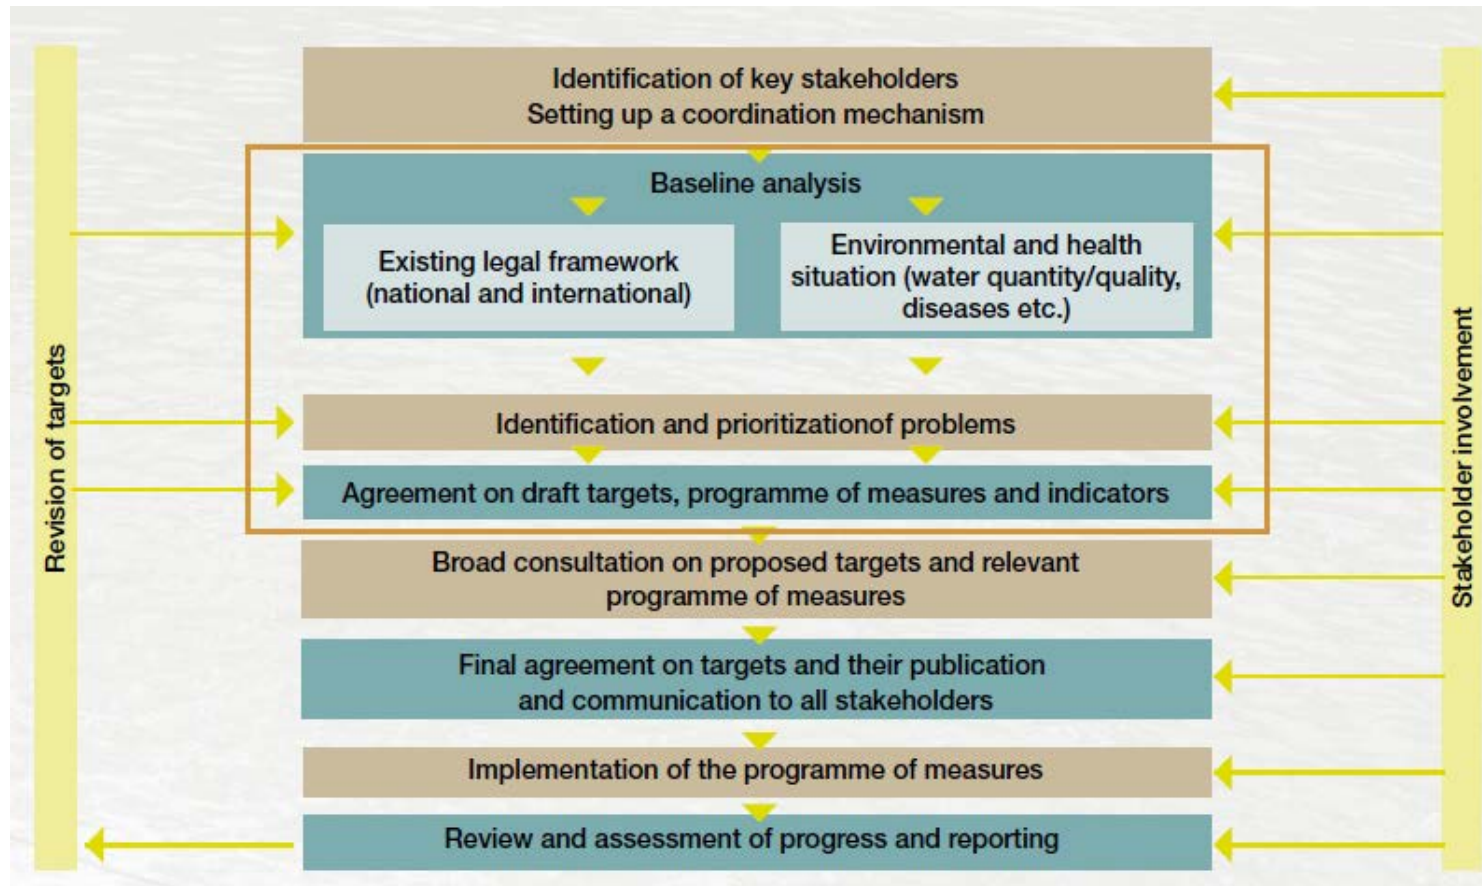 Identification of key stakeholders
Setting up a coordination mechanism
Baseline analysis
Existing legal framework
(national and international)
Environmental and health
situation (water quantity/quality,
diseases etc.)
Identification and prioritizationof problems
Agreement on draft targets, programme of measures and indicators
Broad consultation on proposed targets and relevant
programme of measures
Final agreement on targets and their publication
and communication to all stakeholders
Implementation of the programme of measures
Review and assessment of progress and reporting
Revision of targets
Stakeholder involvement